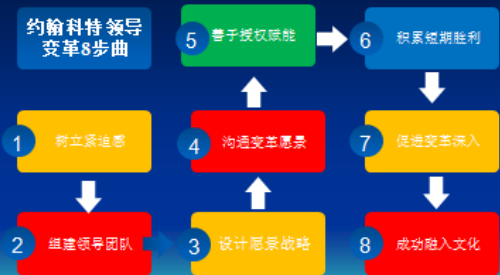 约翰科特领导
变革8步曲
1
树立紧迫感
2
组建领导团队
3
设计愿景战略
4
沟通变革愿景
5
善于授权赋能
6
积累短期胜利
7
促进变革深入
8
成功融入文化